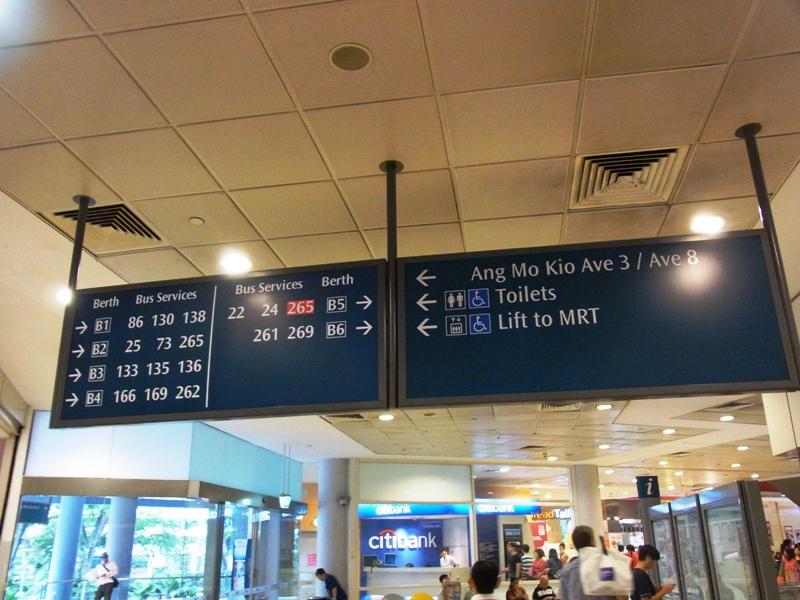 Berth Bus Services
B1 86 130 138
B2 25 73 265
B3 133 135 136
B4 166 169 262
Bus Services Berth
22 24 265 B5
261 269 B6
Ang Mo Kio Ave 3 / Ave 8
Toilets
Lift to MRT
citibank
citibank
citibank
i